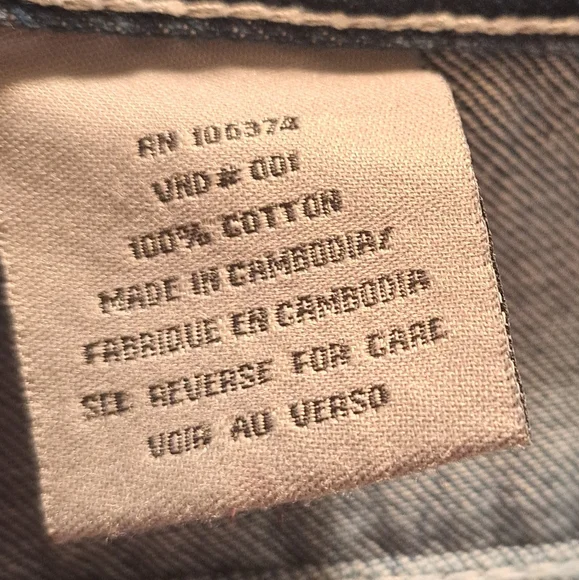 RN 106374
VND # 001
100% COTTON
MADE IN CAMBODIA/
FABRIQUE EN CAMBODIA
SEE REVERSE FOR CARE
VOIR AU VERSO